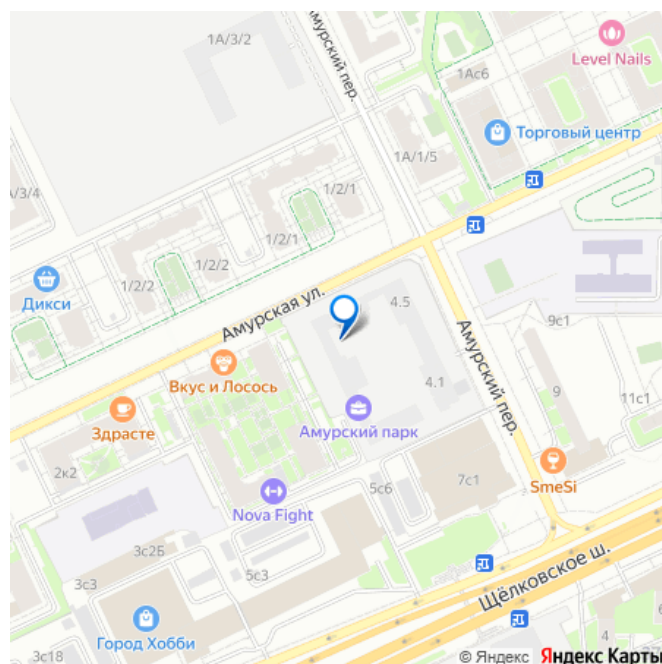 1А/3/2
Level Nails
1Ас6
Амурский пер.
Торговый центр
1А/1/5
/3/4
1/2/1
1/2/1
1/2/2
1/2/2
Дикси
Амурская ул.
4.5
Амурский пер.
9с1
Вкус и Лосось
4.1
9
11с1
Здрасте
Амурский парк
2к2
7с1
SmeSi
5с6
Nova Fight
3с2Б
5с3
3с3
Щёлковское ш.
Город Хобби
3с18
6
4
© Яндекс Яндекс Карты